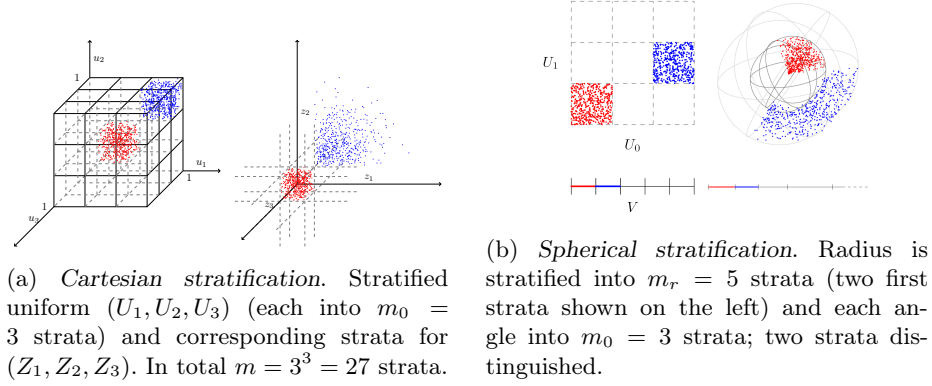 u₂
1
u₁
1
1
u₃
z₂
z₁
z₃
(a) Cartesian stratification. Stratified
uniform (U₁, U₂, U₃) (each into m₀ =
3 strata) and corresponding strata for
(Z₁, Z₂, Z₃). In total m = 3³ = 27 strata.
U₁
U₀
V
(b) Spherical stratification. Radius is
stratified into mᵣ = 5 strata (two first
strata shown on the left) and each an-
gle into m₀ = 3 strata; two strata dis-
tinguished.